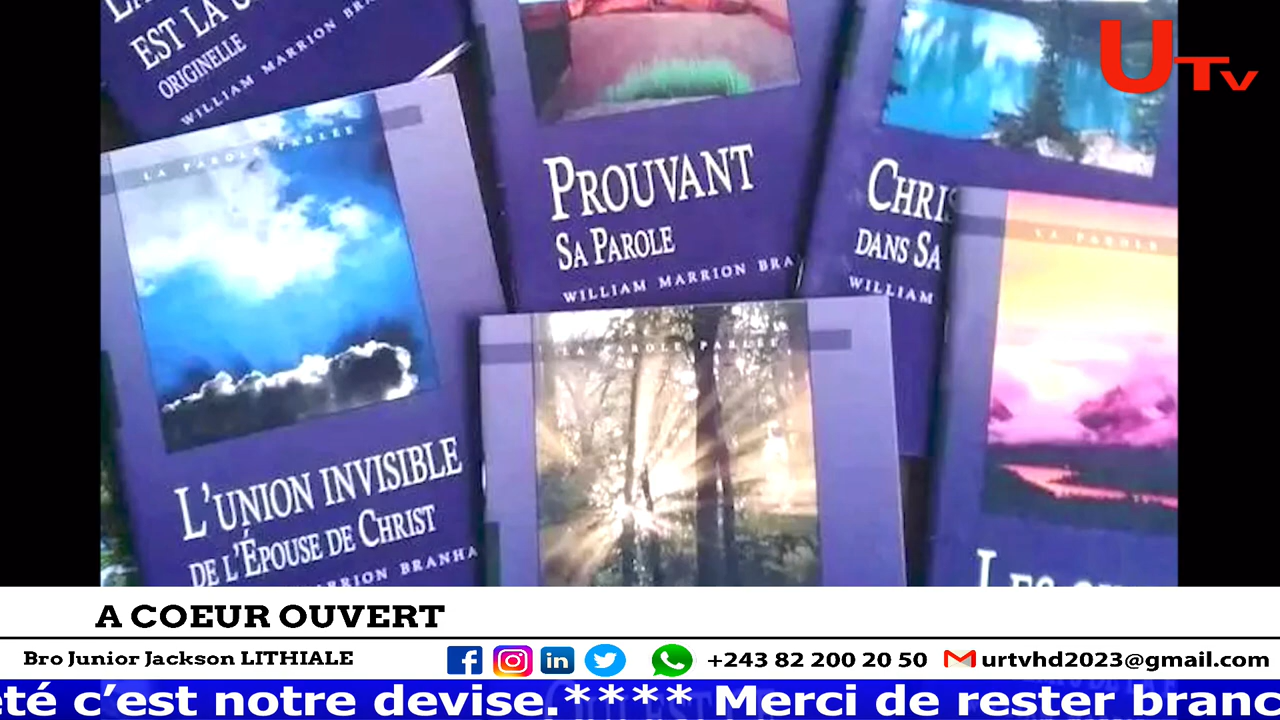 UTv
EST LA
ORIGINELLE
WILLIAM MARRION BRAN
LA PAROLE PARLÉE
L'UNION INVISIBLE
DE L'ÉPOUSE DE CHRIST
MARRION BRANHA
PROUVANT
SA PAROLE
WILLIAM MARRION BRA
CHRIS
DANS SA
WILLIAM
LA PAROLE PARLÉE
LA PAROLE
A COEUR OUVERT
Bro Junior Jackson LITHIALE
+243 82 200 20 50
urtvhd2023@gmail.com
eté c'est notre devise.**** Merci de rester branc